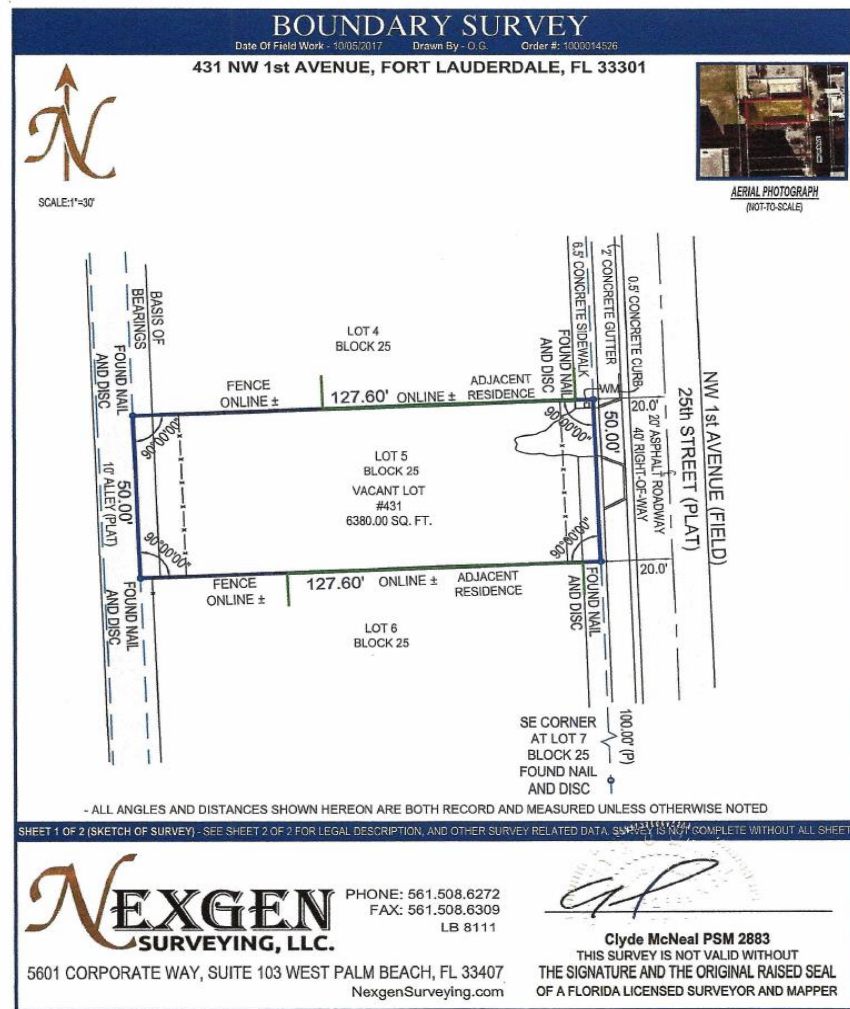 BOUNDARY SURVEY
Date Of Field Work - 10/05/2017 Drawn By - O.G. Order #: 1000014526
431 NW 1st AVENUE, FORT LAUDERDALE, FL 33301
N
SCALE:1"=30'
AERIAL PHOTOGRAPH
(NOT-TO-SCALE)
BASIS OF
BEARINGS
FOUND NAIL
AND DISC
LOT 4
BLOCK 25
FOUND NAIL
AND DISC
6.5' CONCRETE SIDEWALK
2' CONCRETE GUTTER
0.5' CONCRETE CURB
FENCE
ONLINE ±
127.60'
ONLINE ±
ADJACENT
RESIDENCE
WM
20.0'
90°00'00"
90°00'00"
50.00'
10' ALLEY (PLAT)
LOT 5
BLOCK 25
VACANT LOT
#431
6380.00 SQ. FT.
50.00'
20' ASPHALT ROADWAY
40' RIGHT-OF-WAY
25th STREET (PLAT)
NW 1st AVENUE (FIELD)
90°00'00"
90°00'00"
20.0'
FENCE
ONLINE ±
127.60'
ONLINE ±
ADJACENT
RESIDENCE
FOUND NAIL
AND DISC
FOUND NAIL
AND DISC
LOT 6
BLOCK 25
SE CORNER
AT LOT 7
BLOCK 25
FOUND NAIL
AND DISC
100.00' (P)
- ALL ANGLES AND DISTANCES SHOWN HEREON ARE BOTH RECORD AND MEASURED UNLESS OTHERWISE NOTED
SHEET 1 OF 2 (SKETCH OF SURVEY) - SEE SHEET 2 OF 2 FOR LEGAL DESCRIPTION, AND OTHER SURVEY RELATED DATA. SURVEY IS NOT COMPLETE WITHOUT ALL SHEET
NEXGEN
SURVEYING, LLC.
PHONE: 561.508.6272
FAX: 561.508.6309
LB 8111
5601 CORPORATE WAY, SUITE 103 WEST PALM BEACH, FL 33407
NexgenSurveying.com
Clyde McNeal PSM 2883
THIS SURVEY IS NOT VALID WITHOUT
THE SIGNATURE AND THE ORIGINAL RAISED SEAL
OF A FLORIDA LICENSED SURVEYOR AND MAPPER